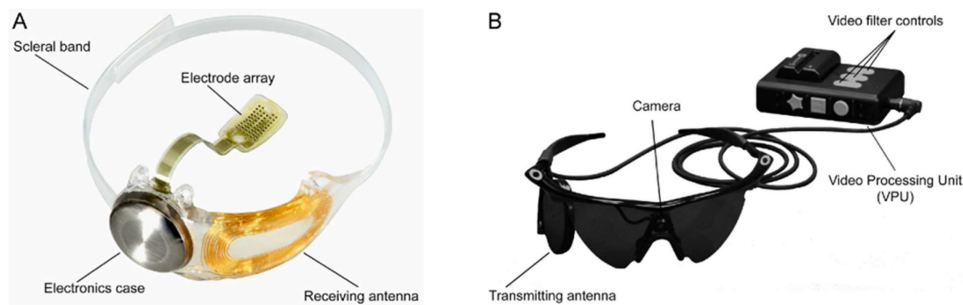 A
Scleral band
Electrode array
Electronics case
Receiving antenna
B
Video filter controls
Camera
Video Processing Unit
(VPU)
Transmitting antenna